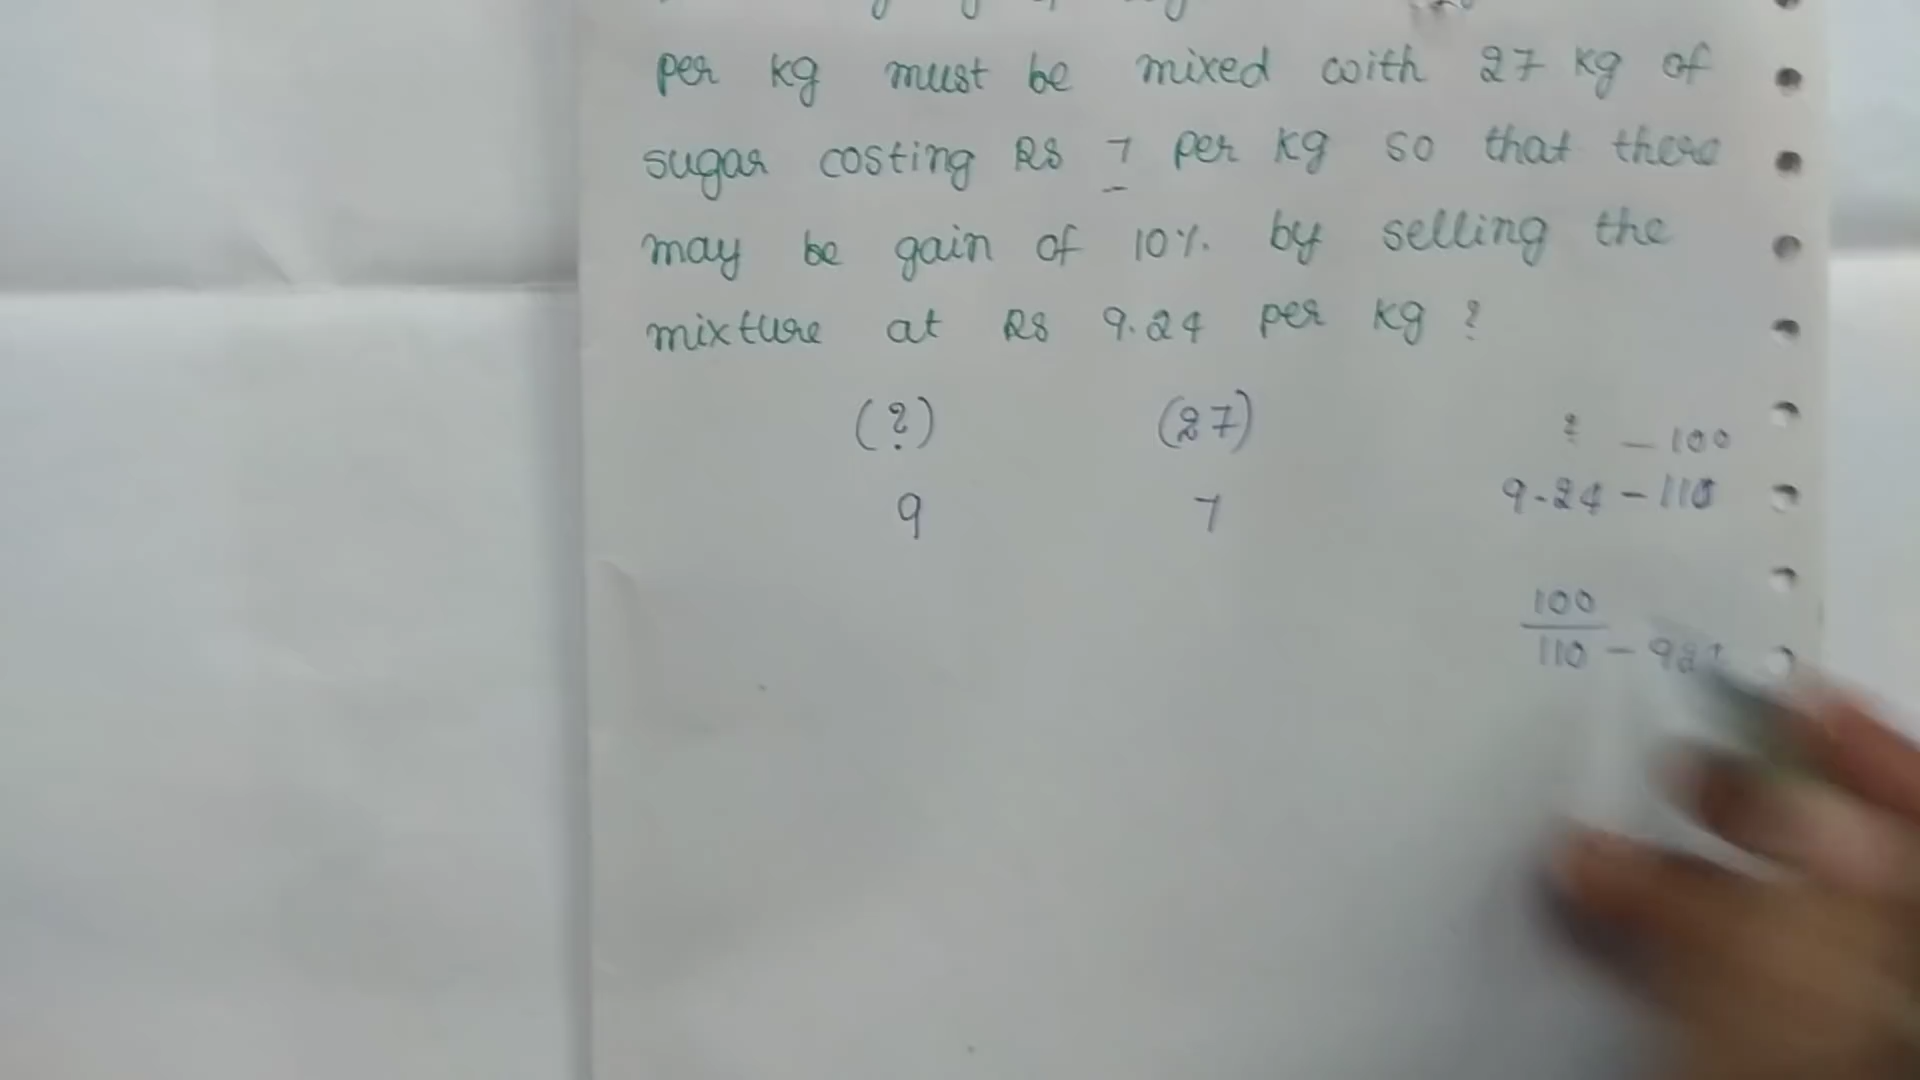 per kg must be mixed with 27 kg of
sugar costing Rs 7 per kg so that there
may be gain of 10%. by selling the
mixture at Rs 9.24 per kg ?
(?) (27) ? - 100
9 7 9.24 - 110
100
110 -